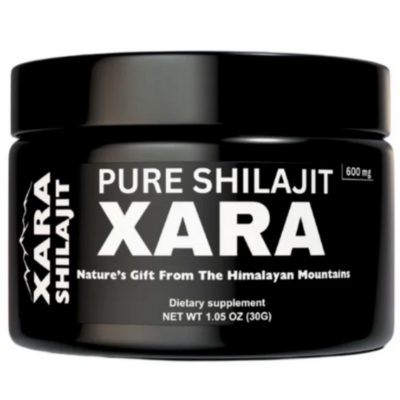 XARA
SHILAJIT
PURE SHILAJIT
600 mg
XARA
Nature's Gift From The Himalayan Mountains
Dietary supplement
NET WT 1.05 OZ (30G)